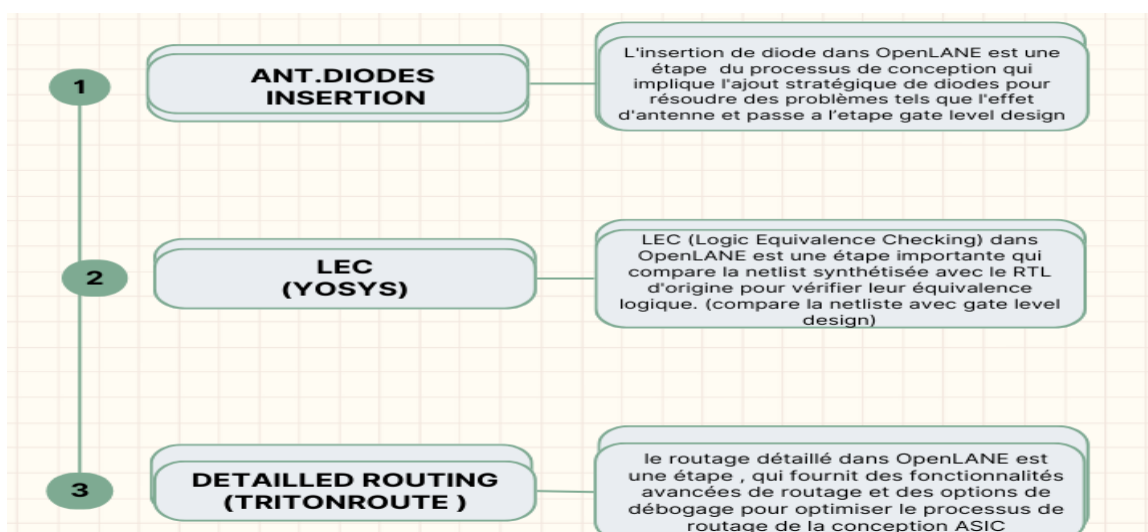 1
ANT.DIODES
INSERTION
L'insertion de diode dans OpenLANE est une
étape du processus de conception qui
implique l'ajout stratégique de diodes pour
résoudre des problèmes tels que l'effet
d'antenne et passe a l'etape gate level design
2
LEC
(YOSYS)
LEC (Logic Equivalence Checking) dans
OpenLANE est une étape importante qui
compare la netlist synthétisée avec le RTL
d'origine pour vérifier leur équivalence
logique. (compare la netliste avec gate level
design)
3
DETAILLED ROUTING
(TRITONROUTE )
le routage détaillé dans OpenLANE est
une étape , qui fournit des fonctionnalités
avancées de routage et des options de
débogage pour optimiser le processus de
routage de la conception ASIC